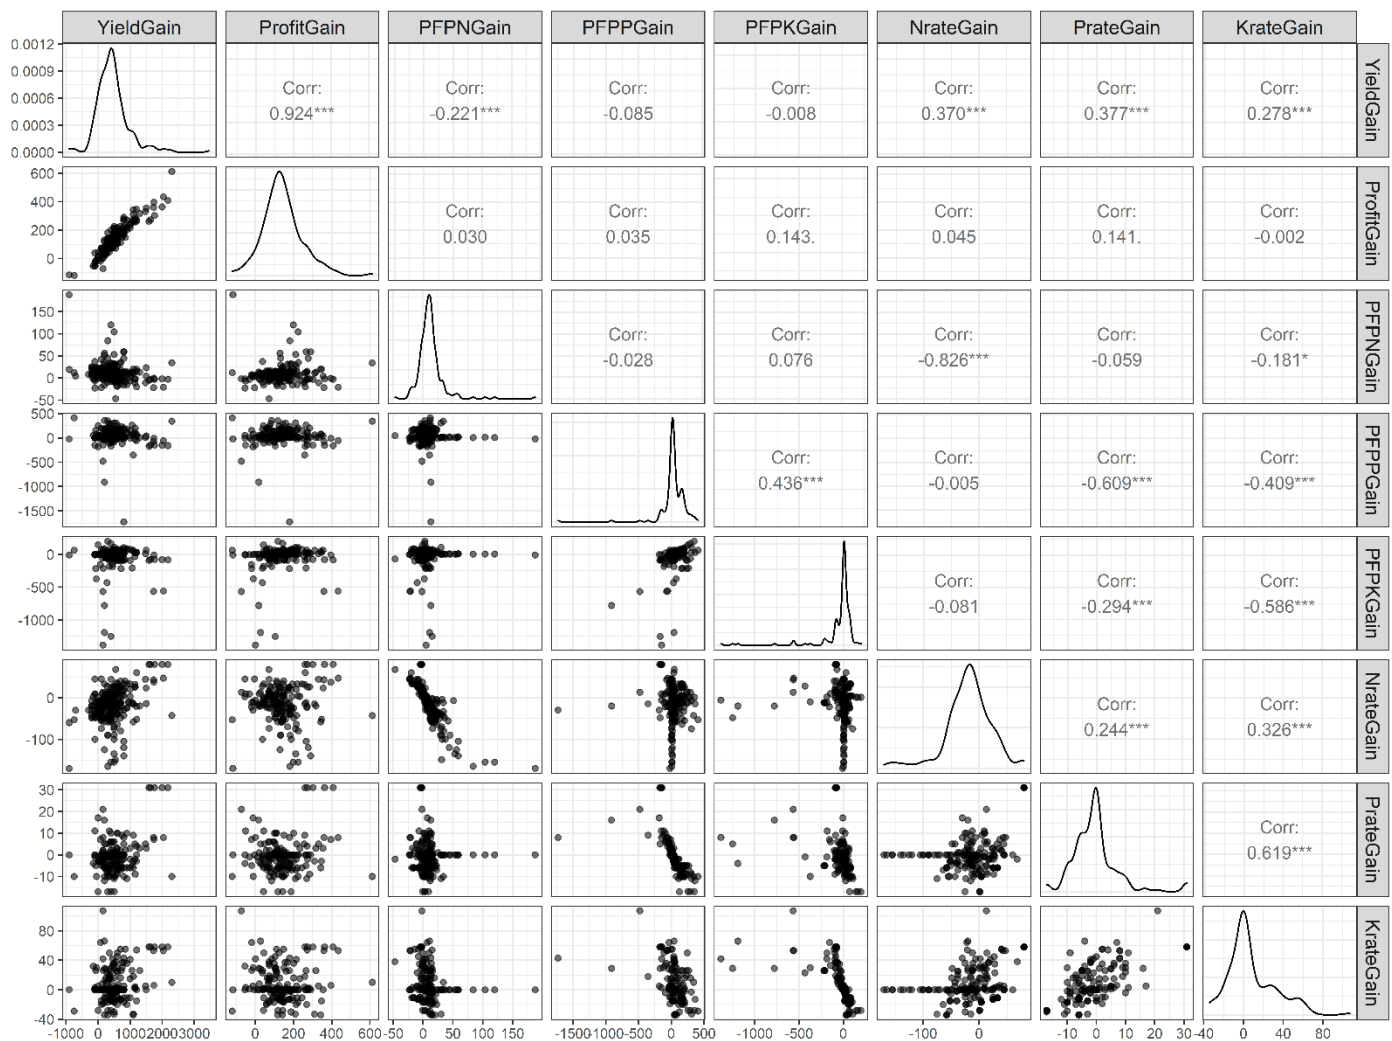 YieldGain ProfitGain PFPNGain PFPPGain PFPKGain NrateGain PrateGain KrateGain
0.0012
0.0009
0.0006
0.0003
0.0000
Corr: Corr: Corr: Corr: Corr: Corr: Corr:
0.924*** -0.221*** -0.085 -0.008 0.370*** 0.377*** 0.278***
YieldGain
600
400
200
0
Corr: Corr: Corr: Corr: Corr: Corr:
0.030 0.035 0.143. 0.045 0.141. -0.002
ProfitGain
150
100
50
0
-50
Corr: Corr: Corr: Corr: Corr:
-0.028 0.076 -0.826*** -0.059 -0.181*
PFPNGain
500
0
-500
-1000
-1500
Corr: Corr: Corr: Corr:
0.436*** -0.005 -0.609*** -0.409***
PFPPGain
0
-500
-1000
Corr: Corr: Corr:
-0.081 -0.294*** -0.586***
PFPKGain
0
-100
Corr: Corr:
0.244*** 0.326***
NrateGain
30
20
10
0
-10
Corr:
0.619***
PrateGain
80
40
0
-40
KrateGain
-1000 0 100020003000 0 200 400 600 -50 0 50 100 150 -1500-1000 -500 0 500 -1000 -500 0 -100 0 -10 0 10 20 30 -40 0 40 80